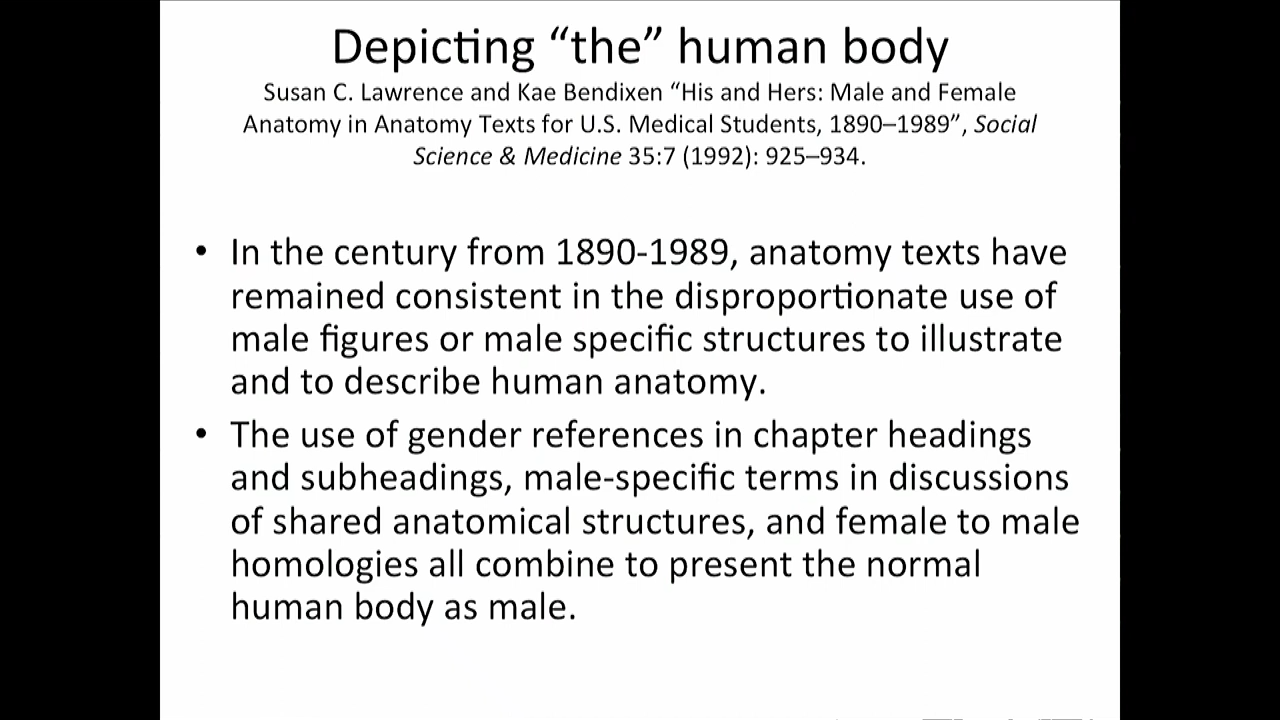 Depicting “the” human body
Susan C. Lawrence and Kae Bendixen “His and Hers: Male and Female
Anatomy in Anatomy Texts for U.S. Medical Students, 1890–1989”, Social
Science & Medicine 35:7 (1992): 925–934.
• In the century from 1890-1989, anatomy texts have
remained consistent in the disproportionate use of
male figures or male specific structures to illustrate
and to describe human anatomy.
• The use of gender references in chapter headings
and subheadings, male-specific terms in discussions
of shared anatomical structures, and female to male
homologies all combine to present the normal
human body as male.